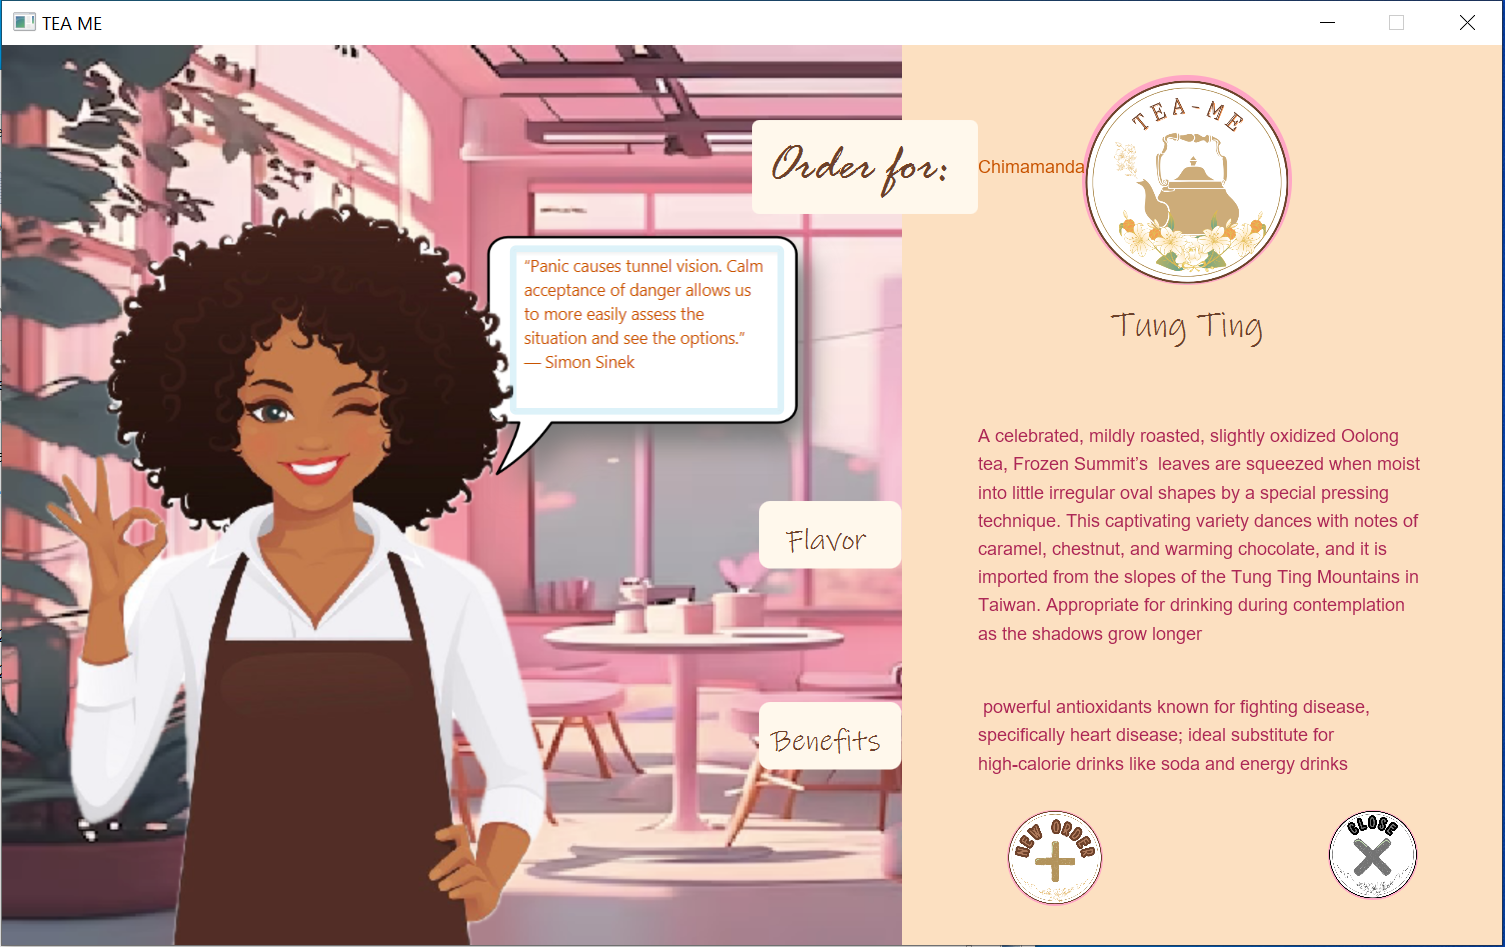 TEA ME
Order for:
Chimamanda
TEA-ME
“Panic causes tunnel vision. Calm
acceptance of danger allows us
to more easily assess the
situation and see the options.”
— Simon Sinek
Tung Ting
Flavor
A celebrated, mildly roasted, slightly oxidized Oolong
tea, Frozen Summit’s  leaves are squeezed when moist
into little irregular oval shapes by a special pressing
technique. This captivating variety dances with notes of
caramel, chestnut, and warming chocolate, and it is
imported from the slopes of the Tung Ting Mountains in
Taiwan. Appropriate for drinking during contemplation
as the shadows grow longer
Benefits
powerful antioxidants known for fighting disease,
specifically heart disease; ideal substitute for
high-calorie drinks like soda and energy drinks
NEW ORDER
CLOSE